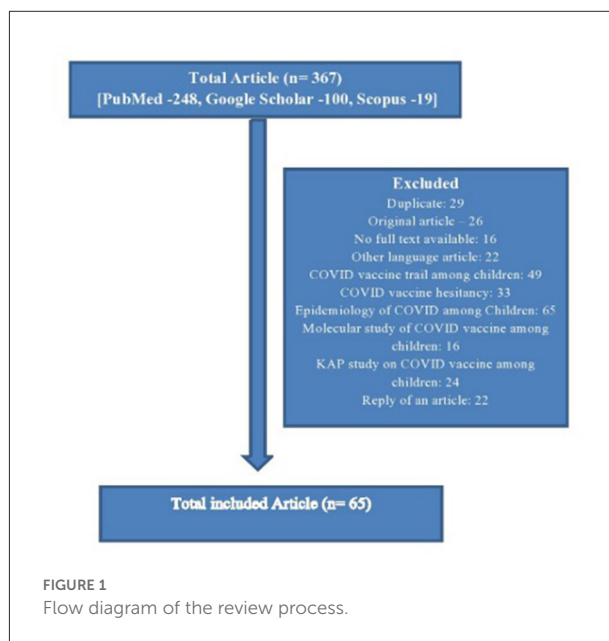 Total Article (n= 367)
[PubMed -248, Google Scholar -100, Scopus -19]
Excluded
Duplicate: 29
Original article – 26
No full text available: 16
Other language article: 22
COVID vaccine trail among children: 49
COVID vaccine hesitancy: 33
Epidemiology of COVID among Children: 65
Molecular study of COVID vaccine among
children: 16
KAP study on COVID vaccine among
children: 24
Reply of an article: 22
Total included Article (n= 65)
FIGURE 1
Flow diagram of the review process.